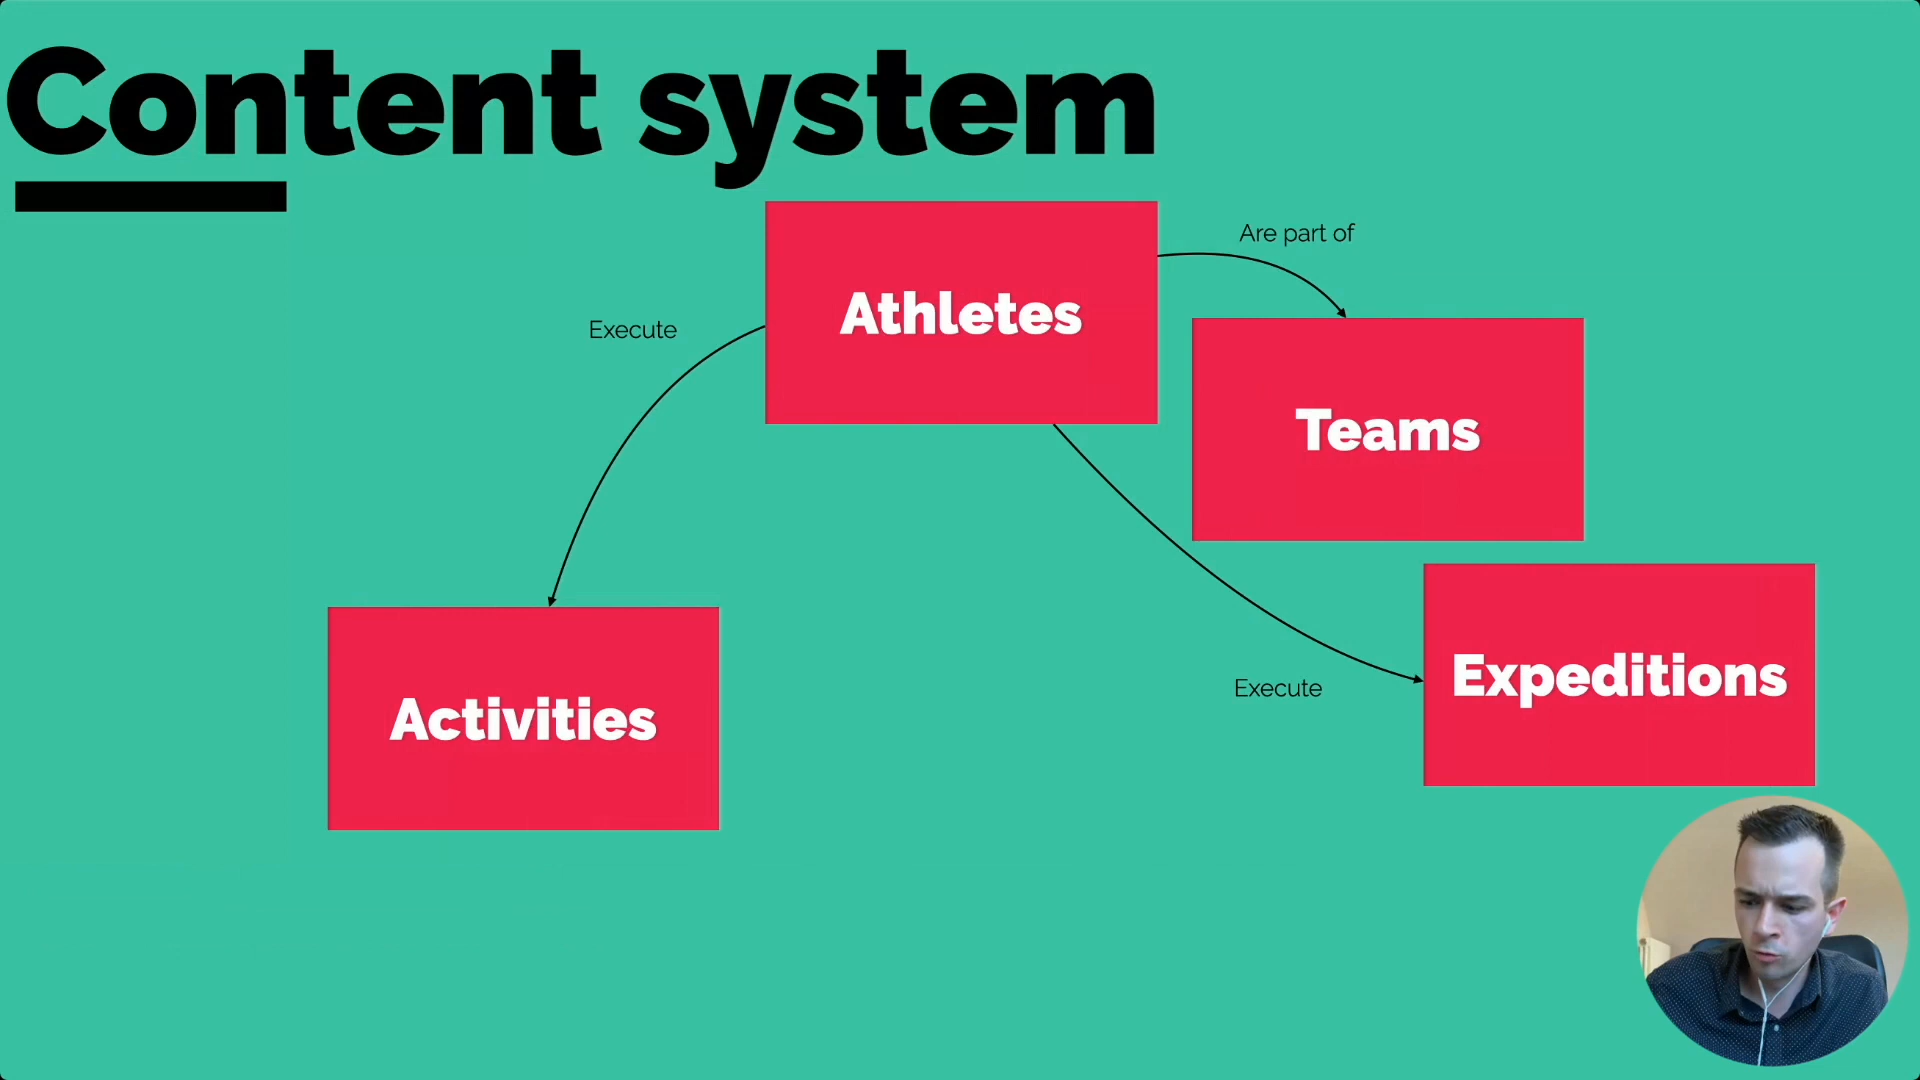 Content system
Are part of
Athletes
Execute
Teams
Expeditions
Execute
Activities